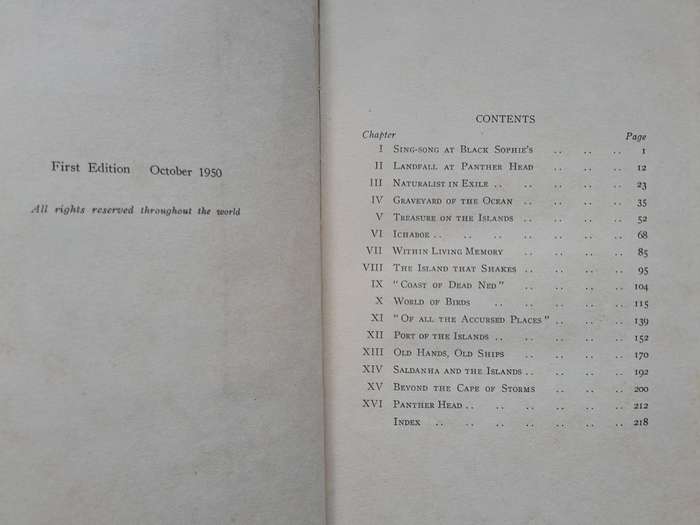 First Edition October 1950
All rights reserved throughout the world
CONTENTS
Chapter Page
I Sing-song at Black Sophie's .. .. .. 1
II Landfall at Panther Head .. .. .. 12
III Naturalist in Exile .. .. .. .. .. 23
IV Graveyard of the Ocean .. .. .. .. 35
V Treasure on the Islands .. .. .. .. 52
VI Ichaboe .. .. .. .. .. .. .. 68
VII Within Living Memory .. .. .. 85
VIII The Island that Shakes .. .. .. .. 95
IX "Coast of Dead Ned" .. .. .. .. 104
X World of Birds .. .. .. .. 115
XI "Of all the Accursed Places" .. .. .. 139
XII Port of the Islands .. .. .. .. 152
XIII Old Hands, Old Ships .. .. .. .. 170
XIV Saldanha and the Islands .. .. .. .. 192
XV Beyond the Cape of Storms .. .. .. 200
XVI Panther Head .. .. .. .. .. .. 212
Index .. .. .. .. .. .. .. 218